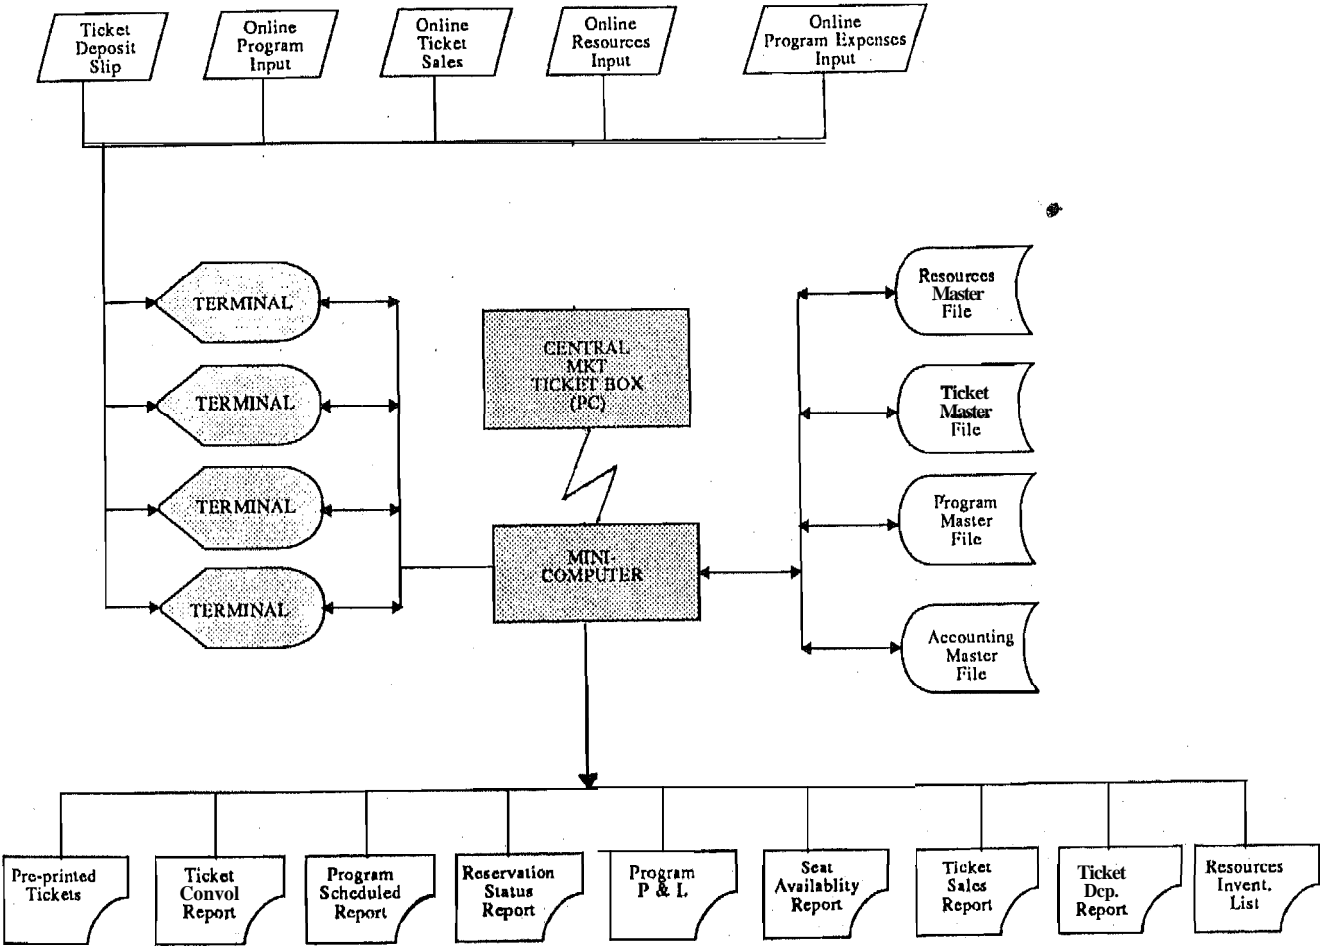 Ticket
Deposit
Slip
Online
Program
Input
Online
Ticket
Sales
Online
Resources
Input
Online
Program Expenses
Input
TERMINAL
TERMINAL
TERMINAL
TERMINAL
CENTRAL
MKT
TICKET BOX
(PC)
MINI-
COMPUTER
Resources
Master
File
Ticket
Master
File
Program
Master
File
Accounting
Master
File
Pre-printed
Tickets
Ticket
Convol
Report
Program
Scheduled
Report
Reservation
Status
Report
Program
P & L
Seat
Availablity
Report
Ticket
Sales
Report
Ticket
Dcp.
Report
Resources
Invent.
List